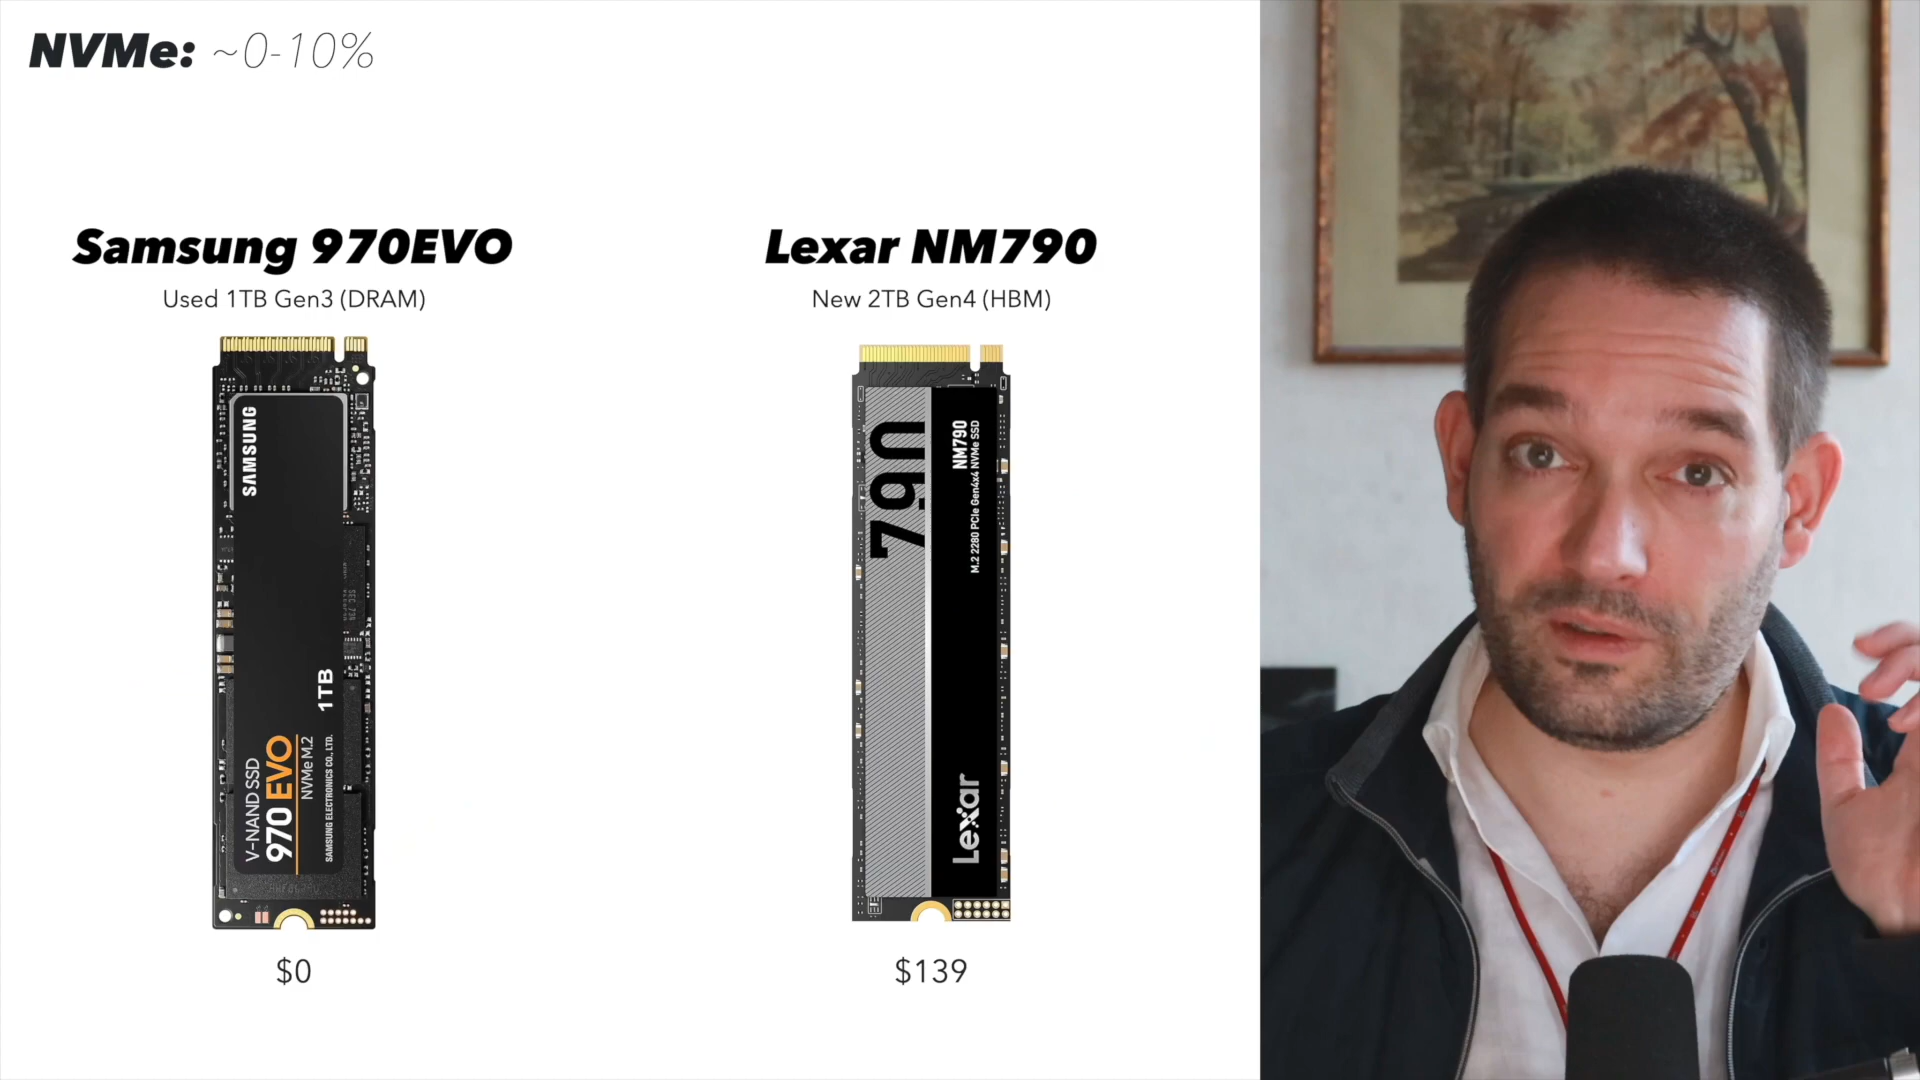 NVMe: ~0-10%
Samsung 970EVO
Used 1TB Gen3 (DRAM)
SAMSUNG
1TB
V-NAND SSD
970 EVO
NVMe M.2
SAMSUNG ELECTRONICS CO., LTD.
$0
Lexar NM790
New 2TB Gen4 (HBM)
790
NM790
M.2 2280 PCIe Gen4x4 NVMe SSD
Lexar
$139